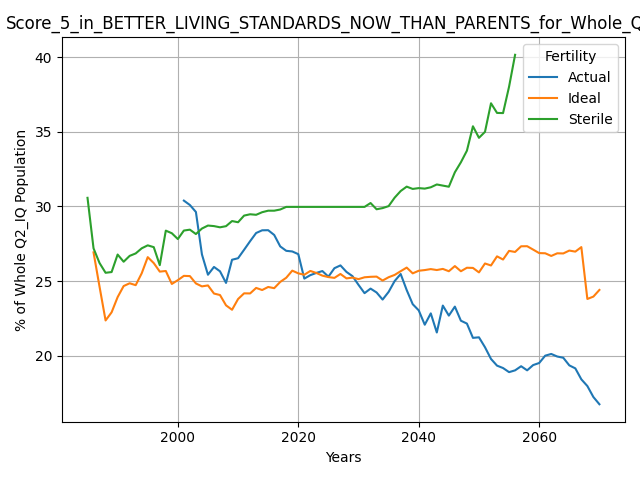 Score_5_in_BETTER_LIVING_STANDARDS_NOW_THAN_PARENTS_for_Whole_Q
Fertility
Actual
Ideal
Sterile
40
35
30
25
20
% of Whole Q2_IQ Population
2000
2020
2040
2060
Years